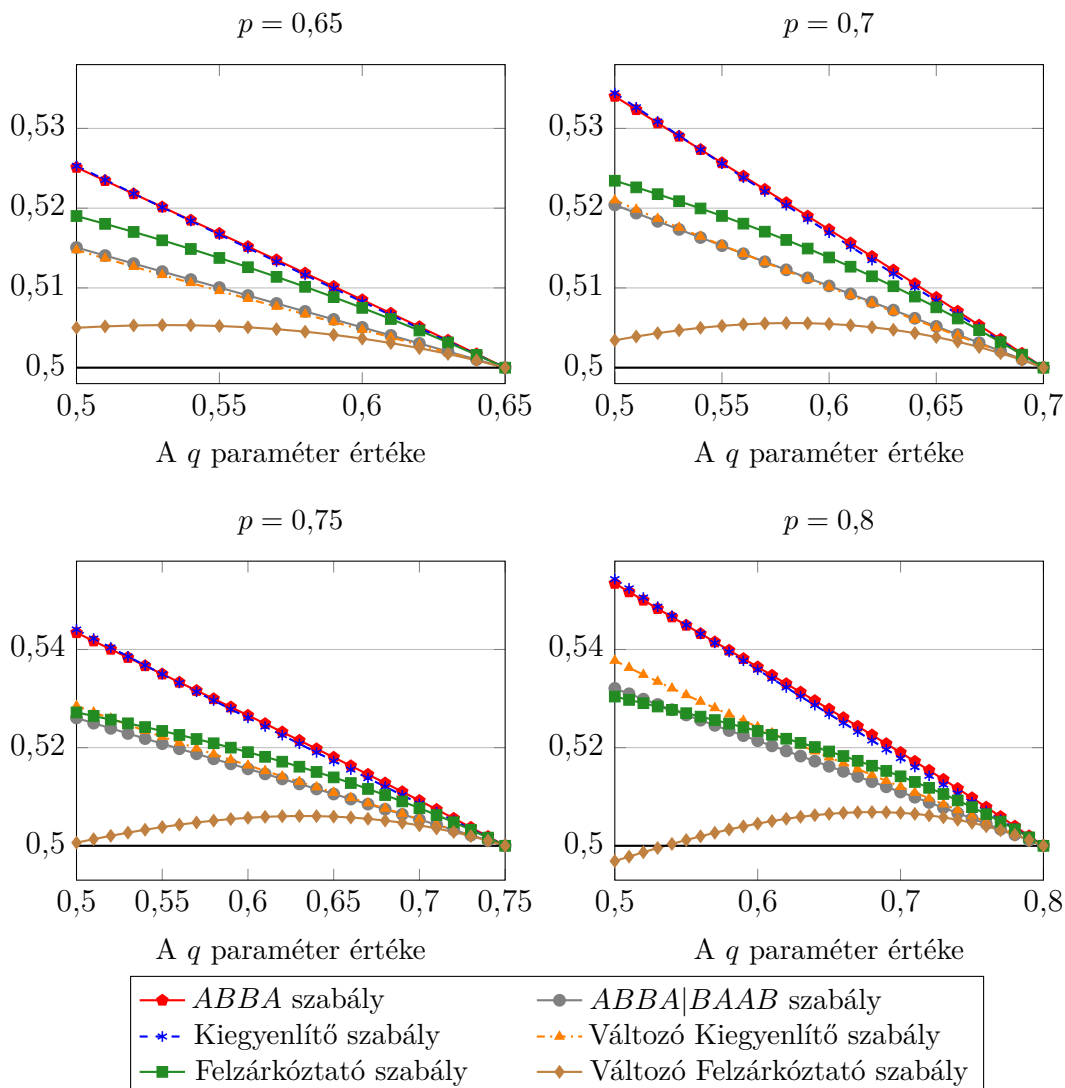 p = 0,65
0,53
0,52
0,51
0,5
0,5 0,55 0,6 0,65
A q paraméter értéke
p = 0,7
0,53
0,52
0,51
0,5
0,5 0,55 0,6 0,65 0,7
A q paraméter értéke
p = 0,75
0,54
0,52
0,5
0,5 0,55 0,6 0,65 0,7 0,75
A q paraméter értéke
p = 0,8
0,54
0,52
0,5
0,5 0,6 0,7 0,8
A q paraméter értéke
ABBA szabály
ABBA|BAAB szabály
Kiegyenlítő szabály
Változó Kiegyenlítő szabály
Felzárkóztató szabály
Változó Felzárkóztató szabály